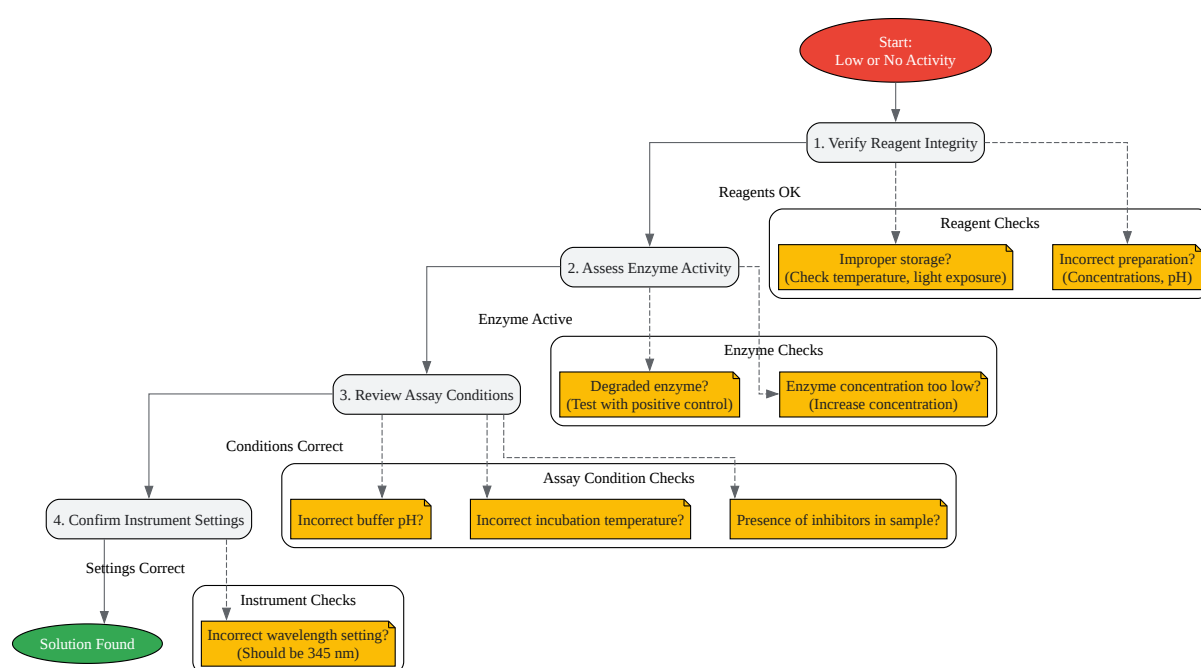 Start:
Low or No Activity
1. Verify Reagent Integrity
Reagents OK
Reagent Checks
Improper storage?
(Check temperature, light exposure)
Incorrect preparation?
(Concentrations, pH)
2. Assess Enzyme Activity
Enzyme Active
Enzyme Checks
Degraded enzyme?
(Test with positive control)
Enzyme concentration too low?
(Increase concentration)
3. Review Assay Conditions
Conditions Correct
Assay Condition Checks
Incorrect buffer pH?
Incorrect incubation temperature?
Presence of inhibitors in sample?
4. Confirm Instrument Settings
Settings Correct
Instrument Checks
Incorrect wavelength setting?
(Should be 345 nm)
Solution Found